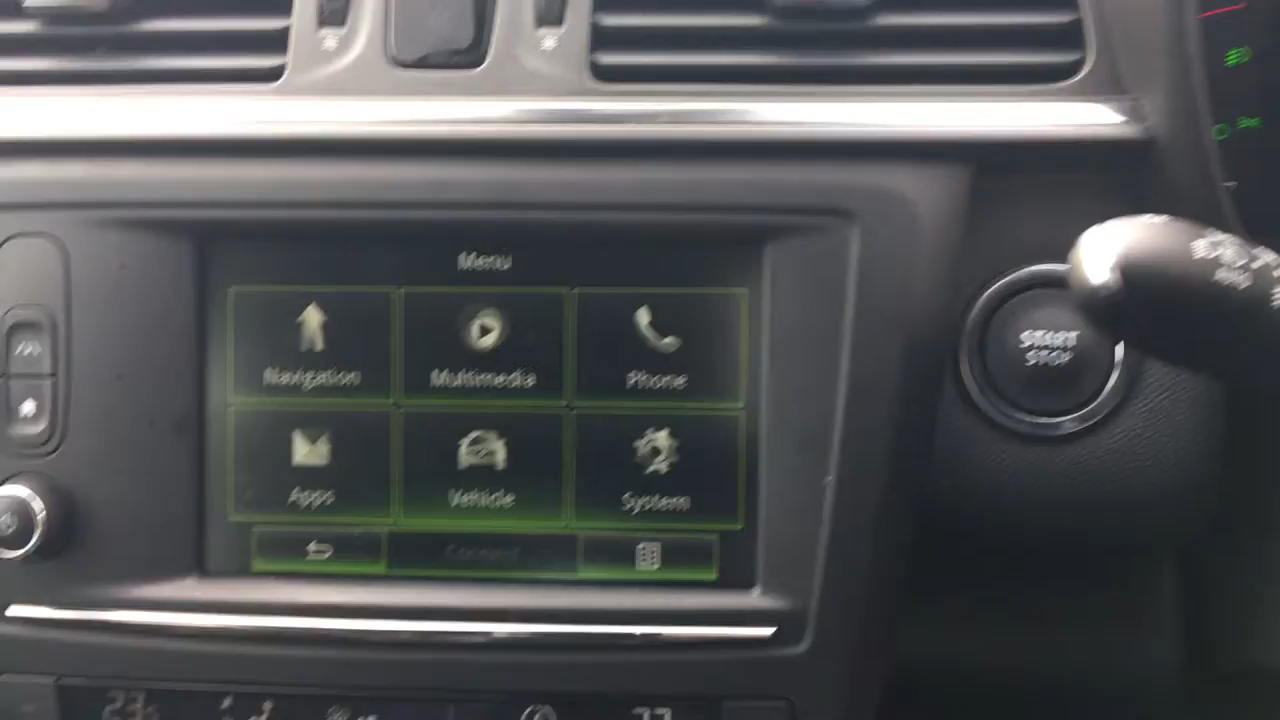 Menu
Navigation
Multimedia
Phone
Apps
Vehicle
System
START
STOP